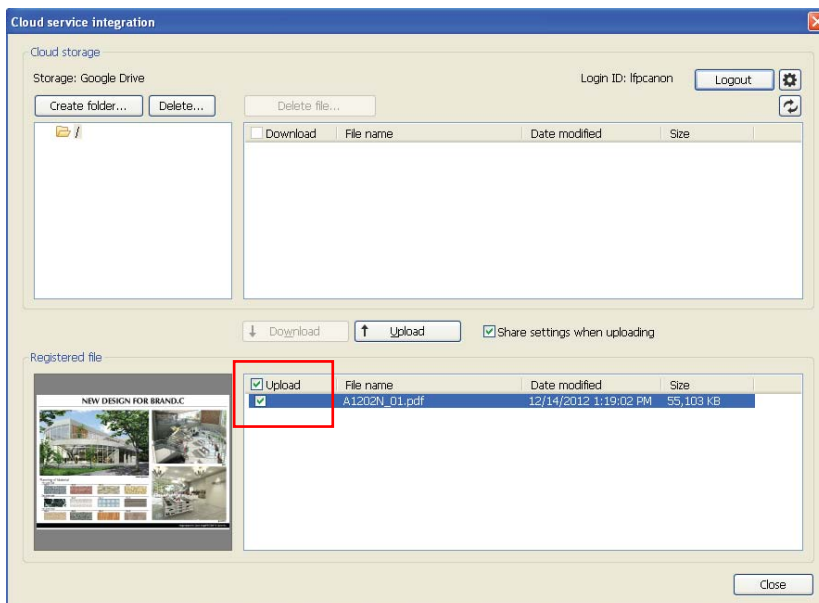 Cloud service integration
Cloud storage
Storage: Google Drive
Login ID: lfpcanon
Logout
Create folder...
Delete...
Delete file...
/
Download File name Date modified Size
Download
Upload
Share settings when uploading
Registered file
NEW DESIGN FOR BRAND.C
Upload File name Date modified Size
A1202N_01.pdf 12/14/2012 1:19:02 PM 55,103 KB
Close